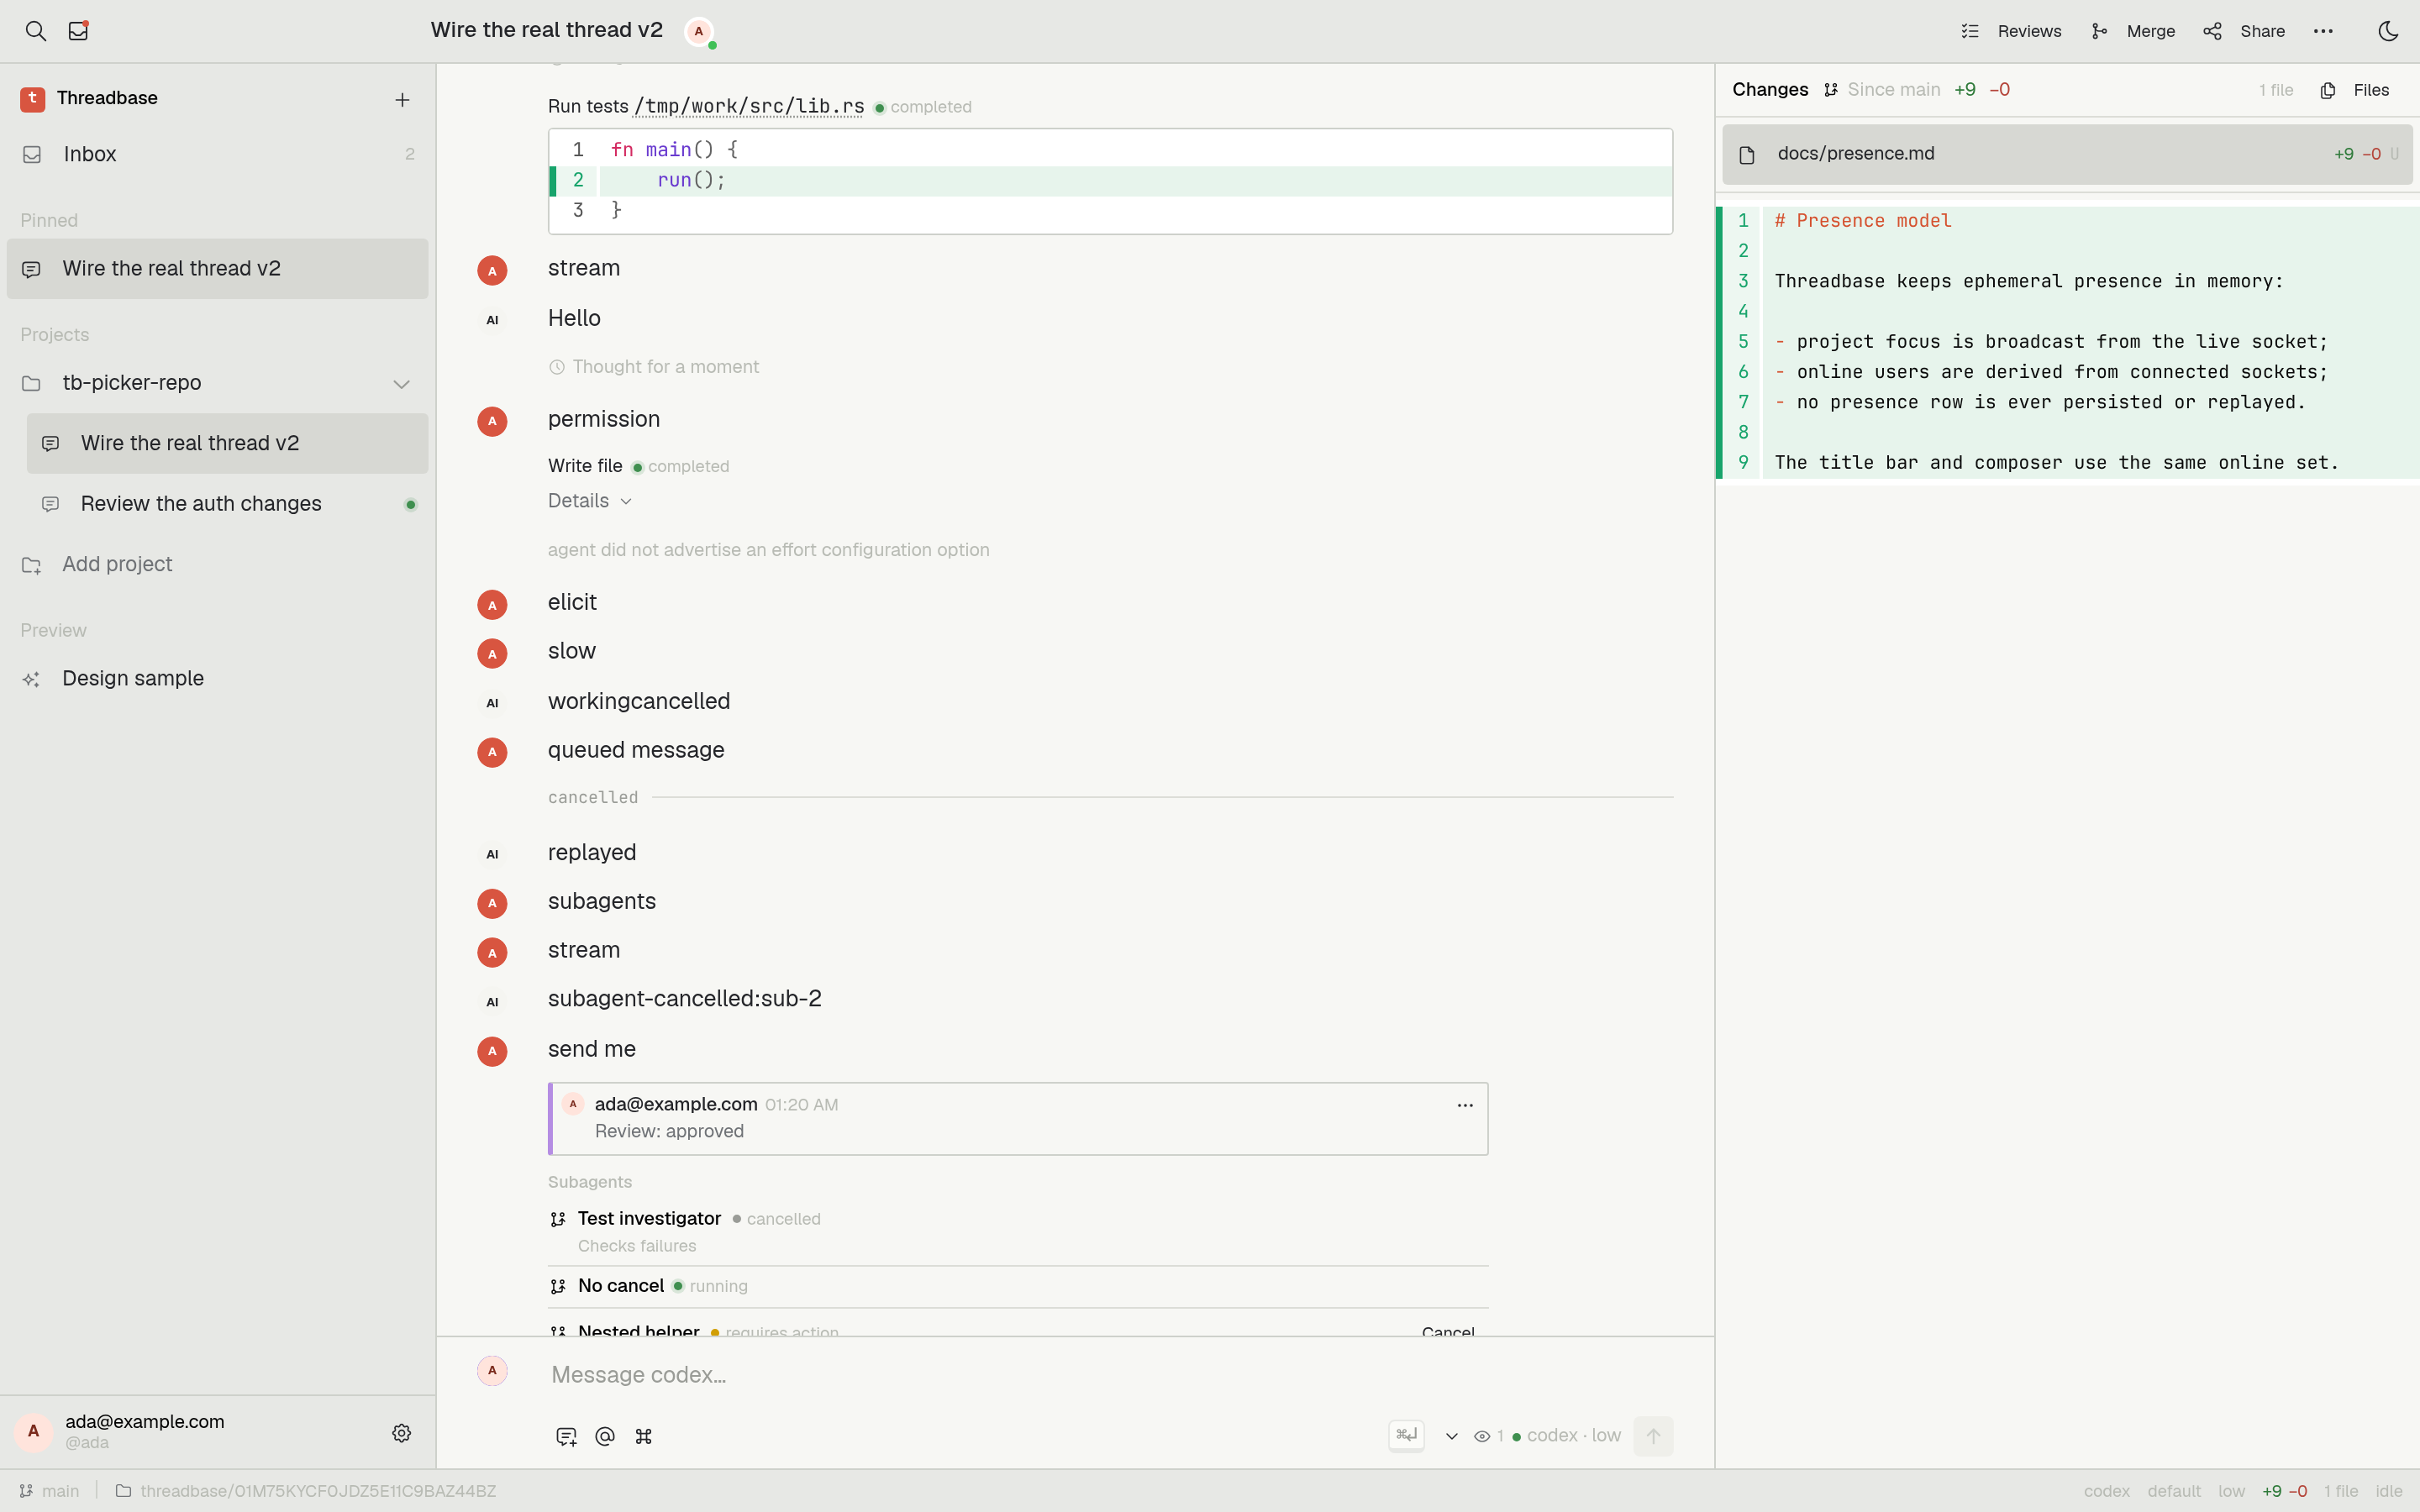 Wire the real thread v2
A
Reviews
Merge
Share
t
Threadbase
Inbox
2
Pinned
Wire the real thread v2
Projects
tb-picker-repo
Wire the real thread v2
Review the auth changes
Add project
Preview
Design sample
A
ada@example.com
@ada
Run tests /tmp/work/src/lib.rs completed
1 fn main() {
2 run();
3 }
A stream
AI Hello
Thought for a moment
A permission
Write file completed
Details
agent did not advertise an effort configuration option
A elicit
A slow
AI workingcancelled
A queued message
cancelled
AI replayed
A subagents
A stream
AI subagent-cancelled:sub-2
A send me
A ada@example.com 01:20 AM
Review: approved
Subagents
Test investigator cancelled
Checks failures
No cancel running
Nested helper requires action Cancel
A Message codex...
1 codex · low
Changes Since main +9 −0 1 file Files
docs/presence.md +9 −0 U
1 # Presence model
2
3 Threadbase keeps ephemeral presence in memory:
4
5 - project focus is broadcast from the live socket;
6 - online users are derived from connected sockets;
7 - no presence row is ever persisted or replayed.
8
9 The title bar and composer use the same online set.
main threadbase/01M75KYCF0JDZ5E11C9BAZ44BZ
codex default low +9 −0 1 file idle